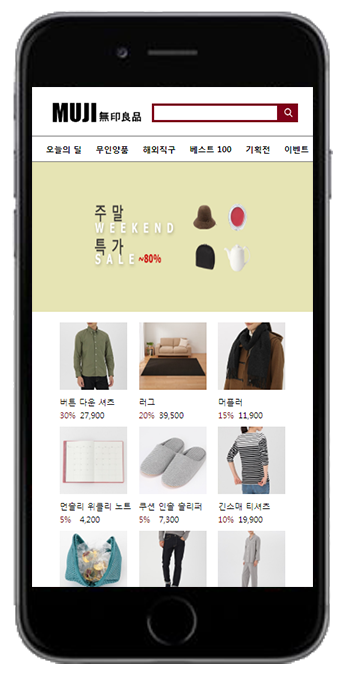 MUJI 無印良品
오늘의 딜 무인양품 해외직구 베스트 100 기획전 이벤트
주말
WEEKEND
특가
SALE ~80%
버튼 다운 셔츠 러그 머플러
30% 27,900 20% 39,500 15% 11,900
먼슬리 위클리 노트 쿠션 인솔 슬리퍼 긴소매 티셔츠
5% 4,200 5% 7,300 10% 19,900